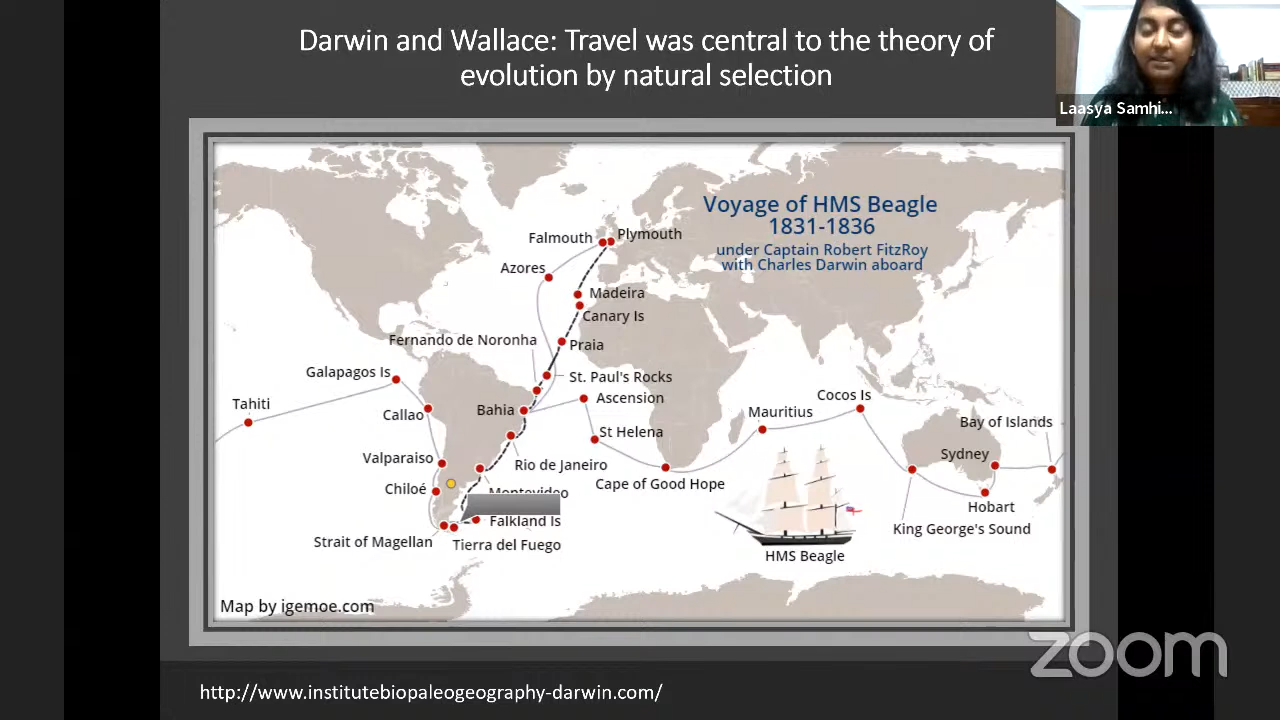 Darwin and Wallace: Travel was central to the theory of
evolution by natural selection
Laasya Samhi...
Voyage of HMS Beagle
1831-1836
under Captain Robert FitzRoy
with Charles Darwin aboard
Falmouth
Plymouth
Azores
Madeira
Canary Is
Fernando de Noronha
Praia
Galapagos Is
St. Paul's Rocks
Tahiti
Callao
Bahia
Ascension
Cocos Is
Mauritius
Bay of Islands
St Helena
Valparaiso
Rio de Janeiro
Sydney
Chiloé
Montevideo
Cape of Good Hope
Hobart
Falkland Is
King George's Sound
Strait of Magellan
Tierra del Fuego
HMS Beagle
Map by igemoe.com
zoom
http://www.institutebiopaleogeography-darwin.com/